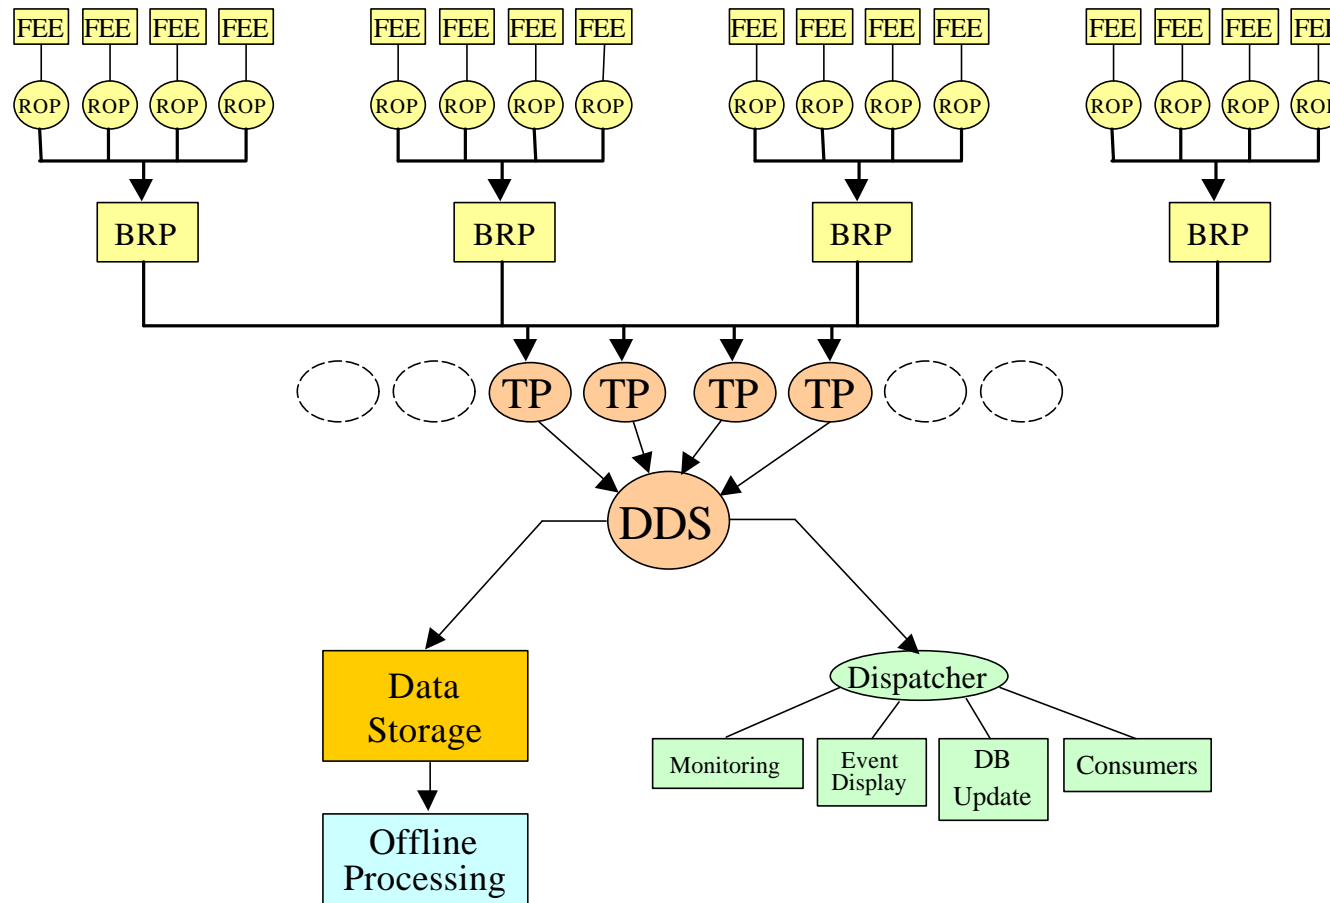 FEE FEE FEE FEE FEE FEE FEE FEE FEE FEE FEE FEE FEE FEE FEE FEE
ROP ROP ROP ROP ROP ROP ROP ROP ROP ROP ROP ROP ROP ROP ROP ROP
BRP BRP BRP BRP
TP TP TP TP
DDS
Data
Storage
Offline
Processing
Dispatcher
Monitoring
Event
Display
DB
Update
Consumers